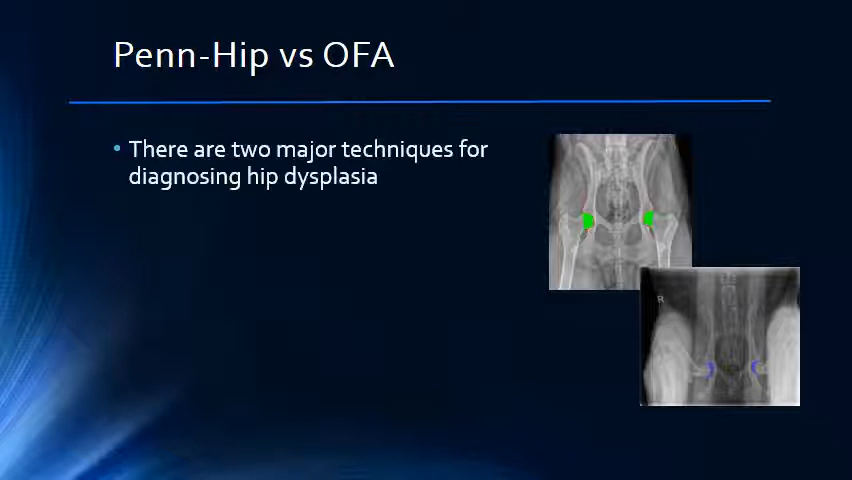 Penn-Hip vs OFA
• There are two major techniques for
diagnosing hip dysplasia
R